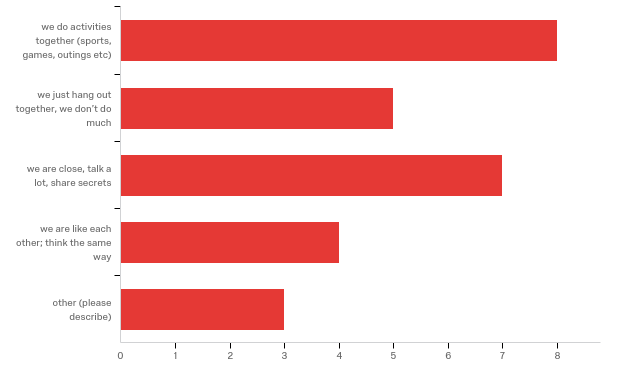 we do activities
together (sports,
games, outings etc)
we just hang out
together, we don't do
much
we are close, talk a
lot, share secrets
we are like each
other; think the same
way
other (please
describe)
0 1 2 3 4 5 6 7 8